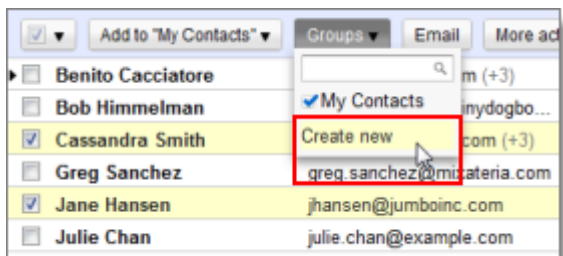 Add to "My Contacts" Groups Email More act
Benito Cacciatore m (+3)
My Contacts
Bob Himmelman inydogbo...
Cassandra Smith Create new com (+3)
Greg Sanchez greg.sanchez@mixateria.com
Jane Hansen jhansen@jumboinc.com
Julie Chan julie.chan@example.com